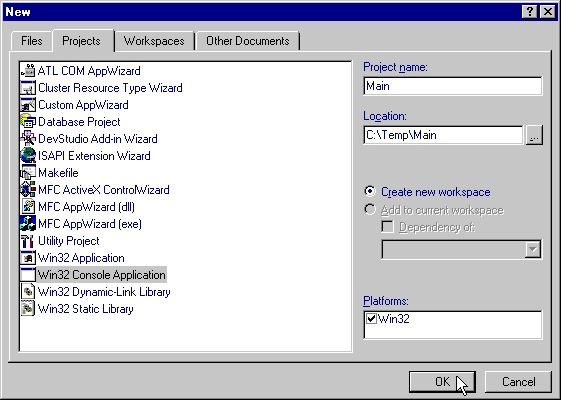 New
Files
Projects
Workspaces
Other Documents
ATL COM AppWizard
Cluster Resource Type Wizard
Custom AppWizard
Database Project
DevStudio Add-in Wizard
ISAPI Extension Wizard
Makefile
MFC ActiveX ControlWizard
MFC AppWizard (dll)
MFC AppWizard (exe)
Utility Project
Win32 Application
Win32 Console Application
Win32 Dynamic-Link Library
Win32 Static Library
Project name:
Main
Location:
C:\Temp\Main
...
Create new workspace
Add to current workspace
Dependency of:
Platforms:
Win32
OK
Cancel